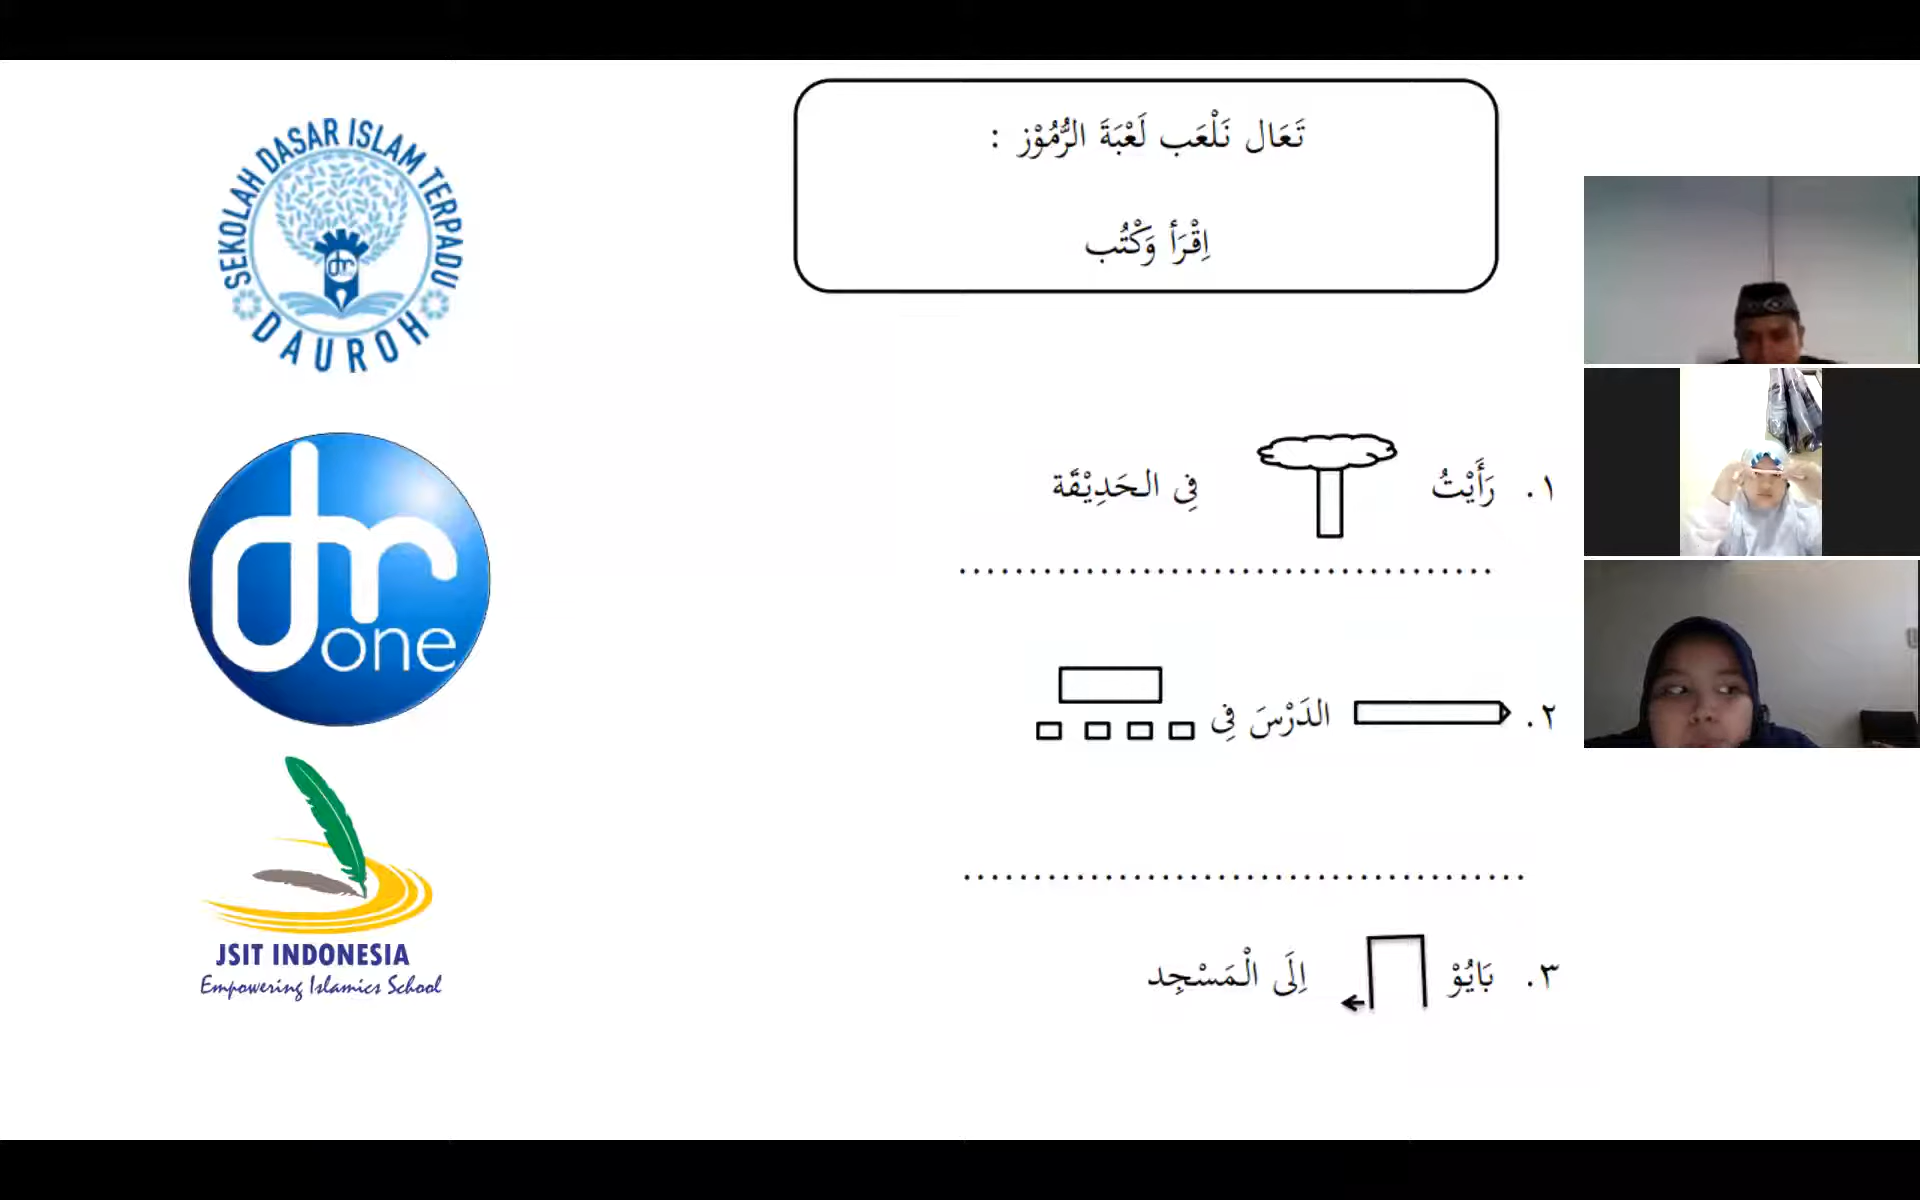 SEKOLAH DASAR ISLAM TERPADU
DAUROH
dr
dr
one
JSIT INDONESIA
Empowering Islamics School
تَعَال نَلْعَب لَعْبَةَ الرُّمُوْز :
اِقْرَأ وَكْتُب
١. رَأَيْتُ فِى الحَدِيْقَة
......................................
٢. الدَرْسَ فِى
........................................
٣. بَايُوْ اِلَى الْمَسْجِد